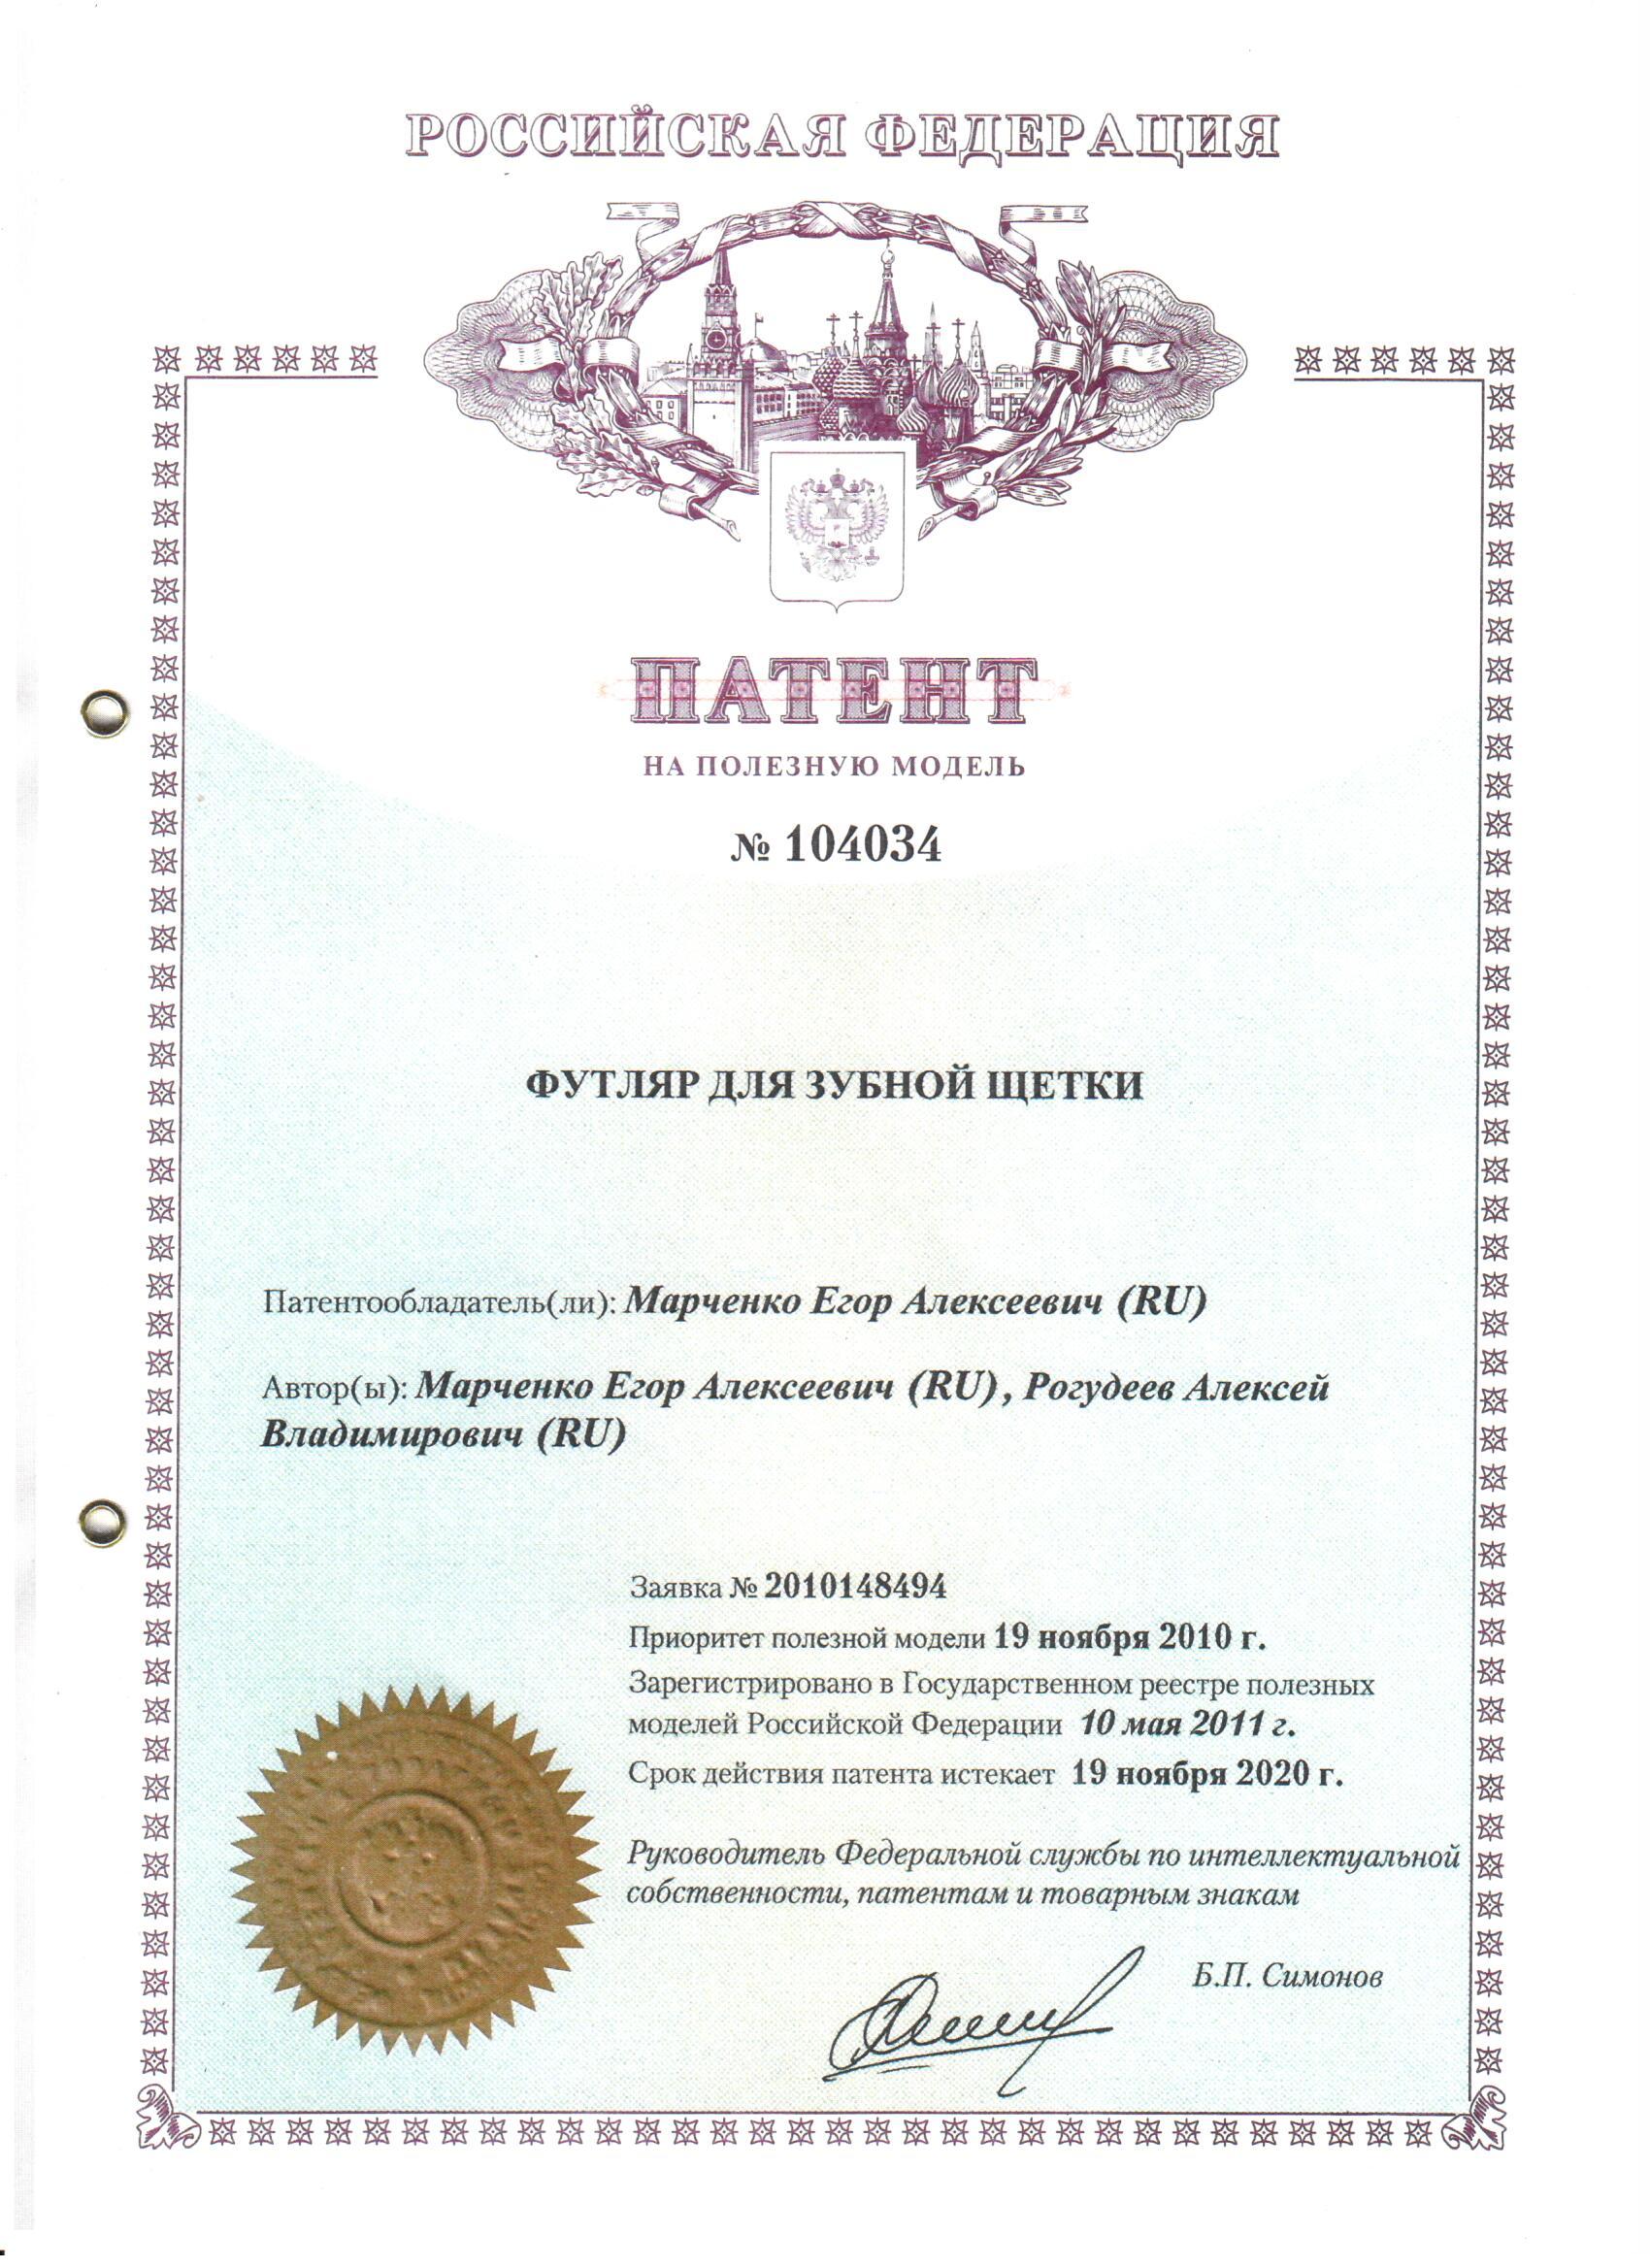 РОССИЙСКАЯ ФЕДЕРАЦИЯ
ПАТЕНТ
НА ПОЛЕЗНУЮ МОДЕЛЬ
№ 104034
ФУТЛЯР ДЛЯ ЗУБНОЙ ЩЕТКИ
Патентообладатель(ли): Марченко Егор Алексеевич (RU)
Автор(ы): Марченко Егор Алексеевич (RU), Рогудеев Алексей
Владимирович (RU)
Заявка № 2010148494
Приоритет полезной модели 19 ноября 2010 г.
Зарегистрировано в Государственном реестре полезных
моделей Российской Федерации 10 мая 2011 г.
Срок действия патента истекает 19 ноября 2020 г.
Руководитель Федеральной службы по интеллектуальной
собственности, патентам и товарным знакам
Б.П. Симонов